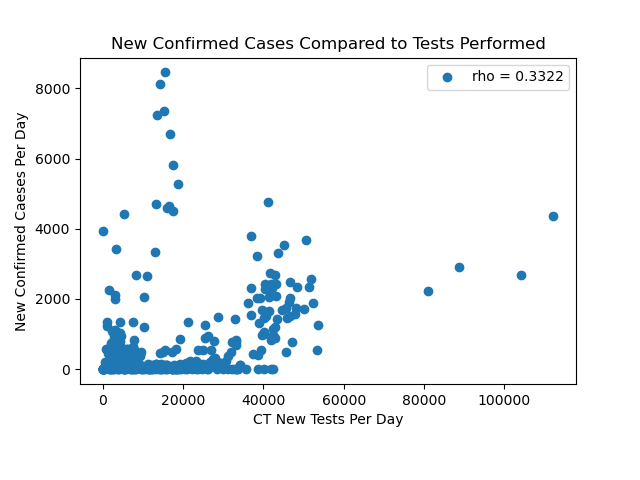 New Confirmed Cases Compared to Tests Performed
rho = 0.3322
New Confirmed Caeses Per Day
8000
6000
4000
2000
0
0 20000 40000 60000 80000 100000
CT New Tests Per Day